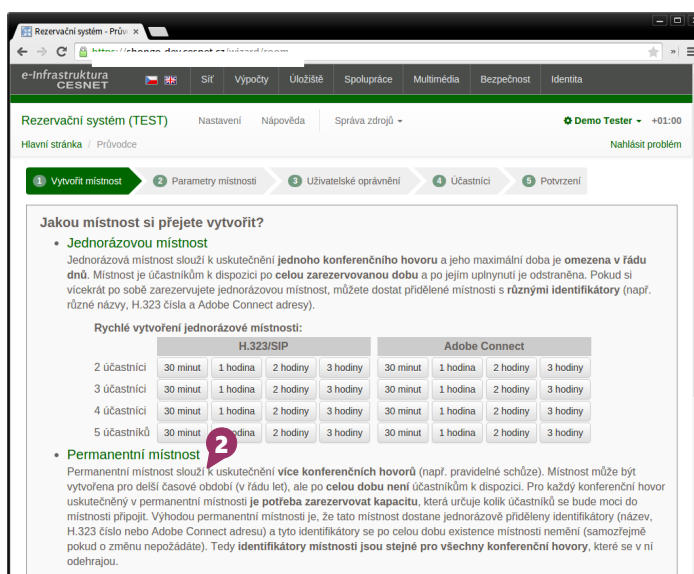 Rezervační systém - Průvo
e-Infrastruktura
CESNET
Síť Výpočty Úložiště Spolupráce Multimédia Bezpečnost Identita
Rezervační systém (TEST) Nastavení Nápověda Správa zdrojů Demo Tester +01:00
Hlavní stránka / Průvodce Nahlásit problém
1 Vytvořit místnost 2 Parametry místnosti 3 Uživatelské oprávnění 4 Účastníci 5 Potvrzení
Jakou místnost si přejete vytvořit?
• Jednorázovou místnost
Jednorázová místnost slouží k uskutečnění jednoho konferenčního hovoru a jeho maximální doba je omezena v řádu
dnů. Místnost je účastníkům k dispozici po celou zarezervovanou dobu a po jejím uplynutí je odstraněna. Pokud si
vícekrát po sobě zarezervujete jednorázovou místnost, můžete dostat přidělené místnosti s různými identifikátory (např.
různé názvy, H.323 čísla a Adobe Connect adresy).
Rychlé vytvoření jednorázové místnosti:
H.323/SIP Adobe Connect
2 účastníci 30 minut 1 hodina 2 hodiny 3 hodiny 30 minut 1 hodina 2 hodiny 3 hodiny
3 účastníci 30 minut 1 hodina 2 hodiny 3 hodiny 30 minut 1 hodina 2 hodiny 3 hodiny
4 účastníci 30 minut 1 hodina 2 hodiny 3 hodiny 30 minut 1 hodina 2 hodiny 3 hodiny
5 účastníků 30 minut 1 hodina 2 hodiny 3 hodiny 30 minut 1 hodina 2 hodiny 3 hodiny
2
• Permanentní místnost
Permanentní místnost slouží k uskutečnění více konferenčních hovorů (např. pravidelné schůze). Místnost může být
vytvořena pro delší časové období (v řádu let), ale po celou dobu není účastníkům k dispozici. Pro každý konferenční hovor
uskutečněný v permanentní místnosti je potřeba zarezervovat kapacitu, která určuje kolik účastníků se bude moci do
místnosti připojit. Výhodou permanentní místnosti je, že tato místnost dostane jednorázově přiděleny identifikátory (název,
H.323 číslo nebo Adobe Connect adresu) a tyto identifikátory se po celou dobu existence místnosti nemění (samozřejmě
pokud o změnu nepožádáte). Tedy identifikátory místnosti jsou stejné pro všechny konferenční hovory, které se v ní
odehrajou.